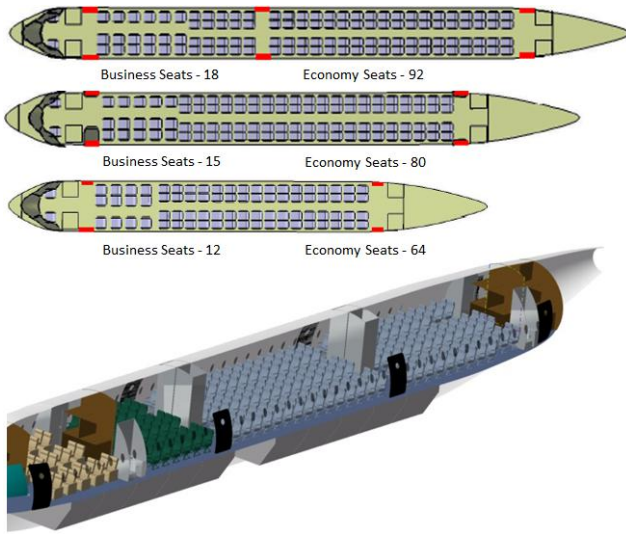 Business Seats - 18 Economy Seats - 92
Business Seats - 15 Economy Seats - 80
Business Seats - 12 Economy Seats - 64